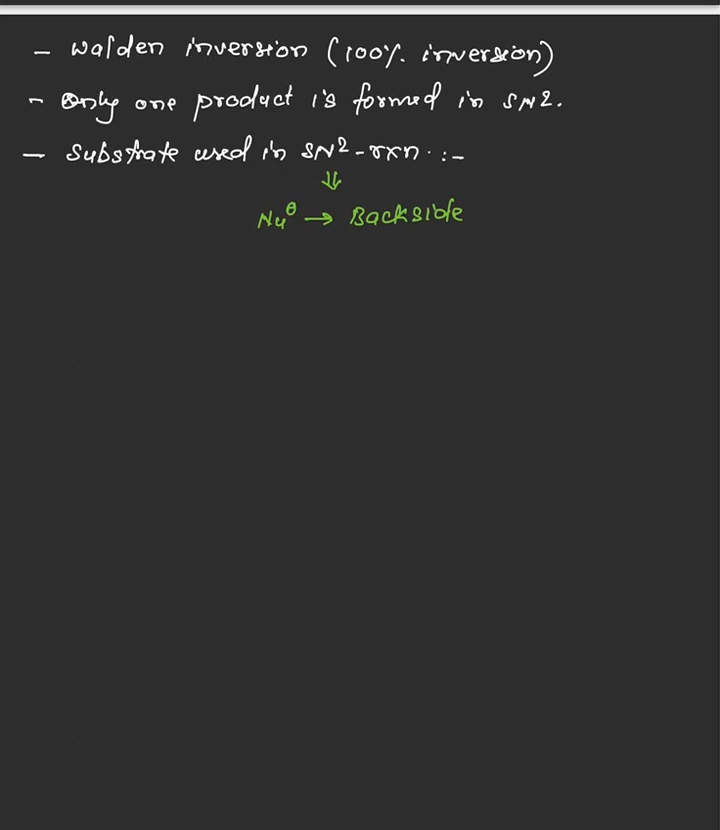 - Walden inversion (100%. inversion)
- Only one product is formed in SN2.
- Substrate used in SN2-rxn. :-
⇓
Nu⊖ → Backside